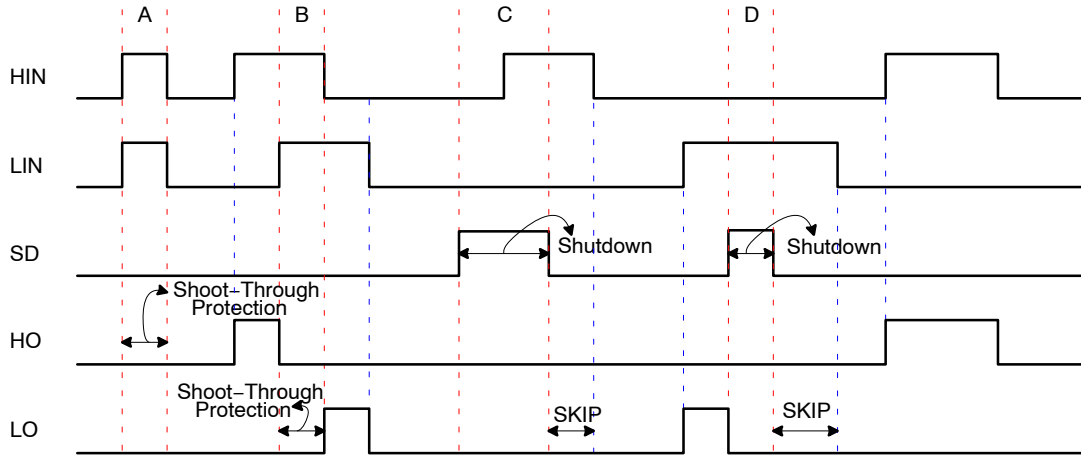 A
B
C
D
HIN
LIN
SD
Shutdown
Shutdown
Shoot-Through
Protection
HO
Shoot-Through
Protection
LO
SKIP
SKIP